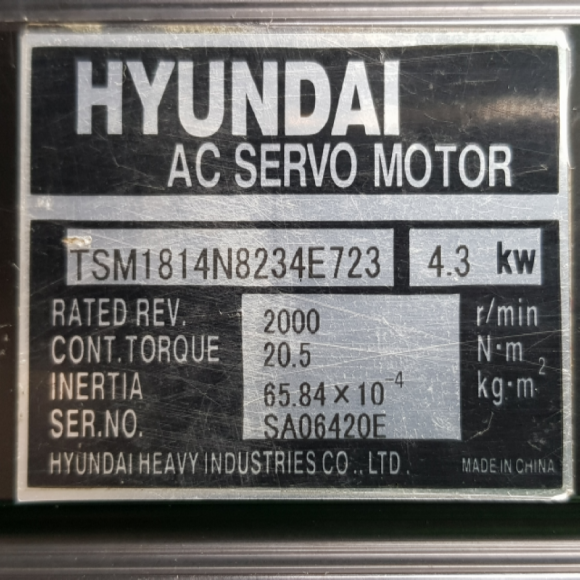 HYUNDAI
AC SERVO MOTOR
TSM1814N8234E723 4.3 kw
RATED REV. 2000 r/min
CONT.TORQUE 20.5 N·m
INERTIA 65.84×10⁻⁴ kg·m²
SER.NO. SA06420E
HYUNDAI HEAVY INDUSTRIES CO., LTD. MADE IN CHINA